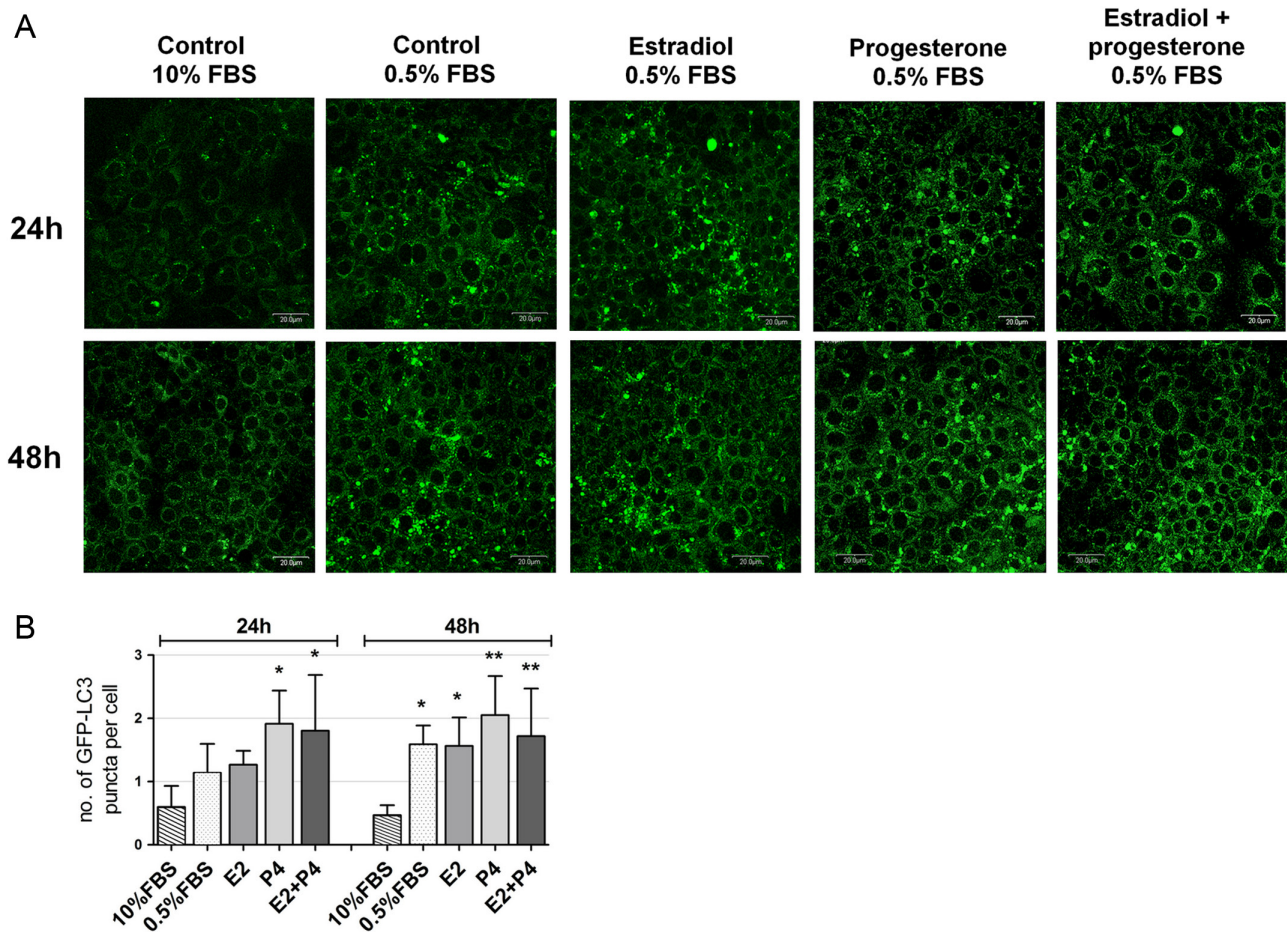 A
Control
10% FBS
Control
0.5% FBS
Estradiol
0.5% FBS
Progesterone
0.5% FBS
Estradiol +
progesterone
0.5% FBS
24h
20.0µm
20.0µm
20.0µm
20.0µm
20.0µm
48h
20.0µm
20.0µm
20.0µm
20.0µm
20.0µm
B
24h
48h
no. of GFP-LC3
puncta per cell
3
2
1
0
*
*
*
*
**
**
10%FBS
0.5%FBS
E2
P4
E2+P4
10%FBS
0.5%FBS
E2
P4
E2+P4